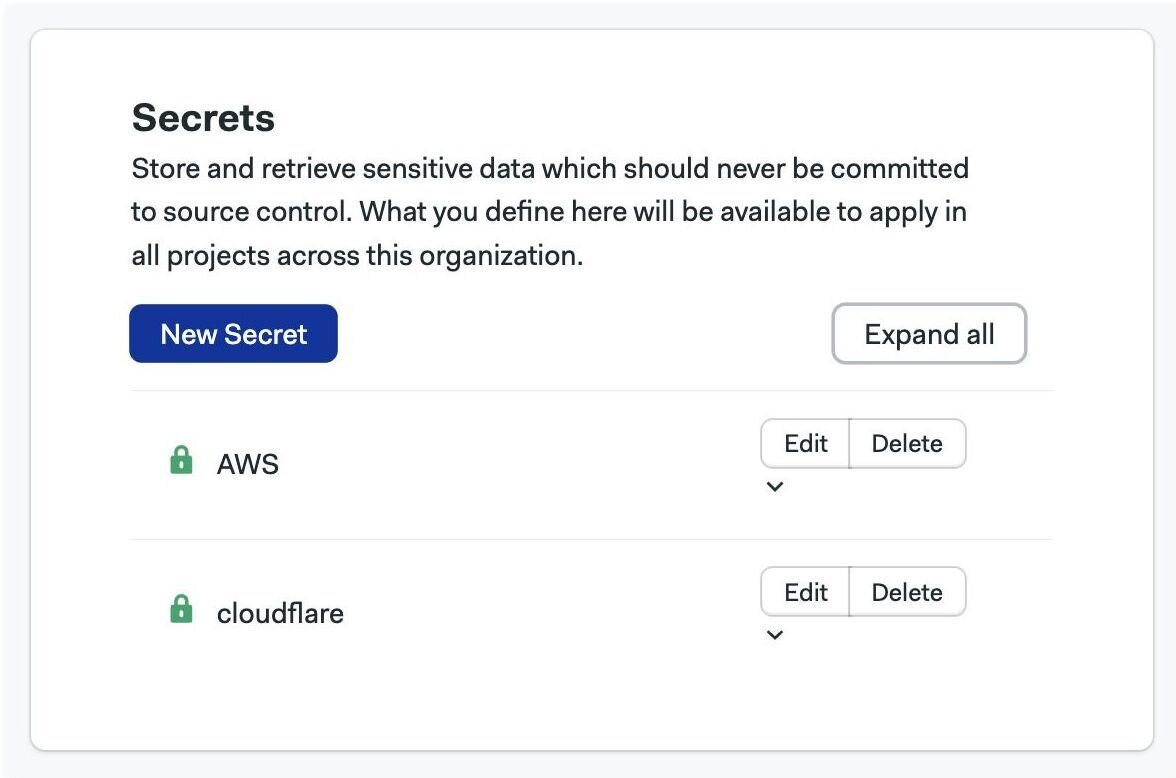 Secrets
Store and retrieve sensitive data which should never be committed
to source control. What you define here will be available to apply in
all projects across this organization.
New Secret
Expand all
AWS
Edit
Delete
cloudflare
Edit
Delete